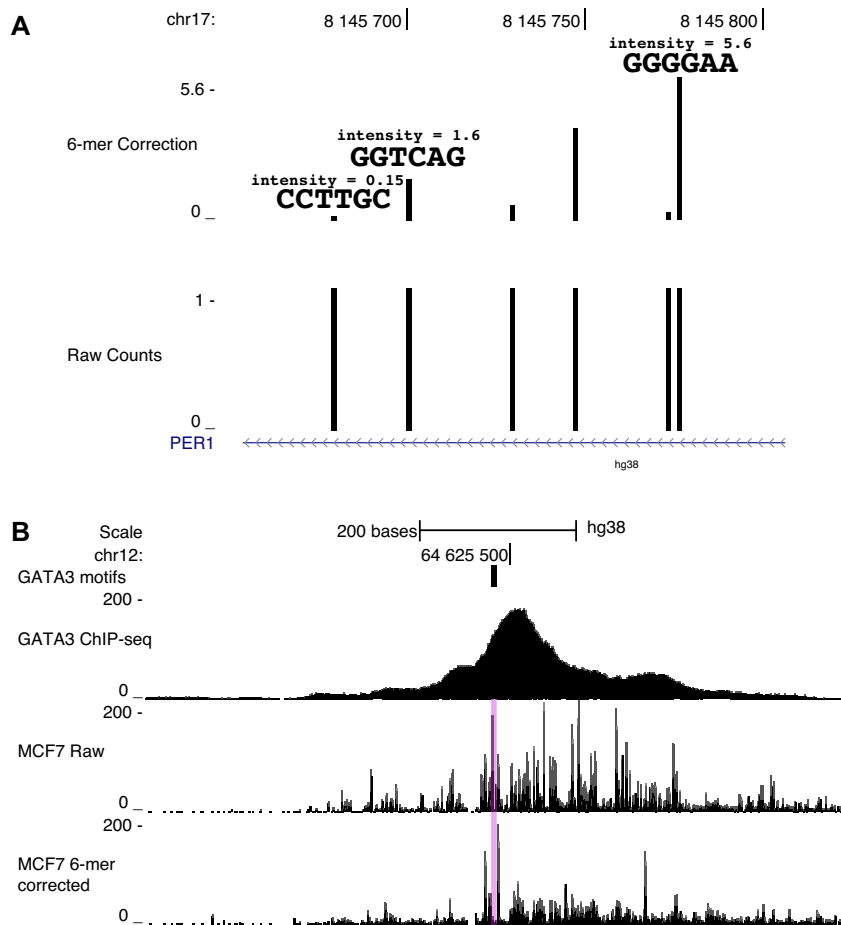 A
chr17: 8 145 700 8 145 750 8 145 800
intensity = 5.6
GGGGAA
5.6 -
intensity = 1.6
6-mer Correction
GGTCAG
intensity = 0.15
CCTTGC
0 _
1 -
Raw Counts
0 _
PER1
hg38
B
Scale 200 bases hg38
chr12: 64 625 500
GATA3 motifs
200 -
GATA3 ChIP-seq
0 _
200 -
MCF7 Raw
0 _
200 -
MCF7 6-mer
corrected
0 _